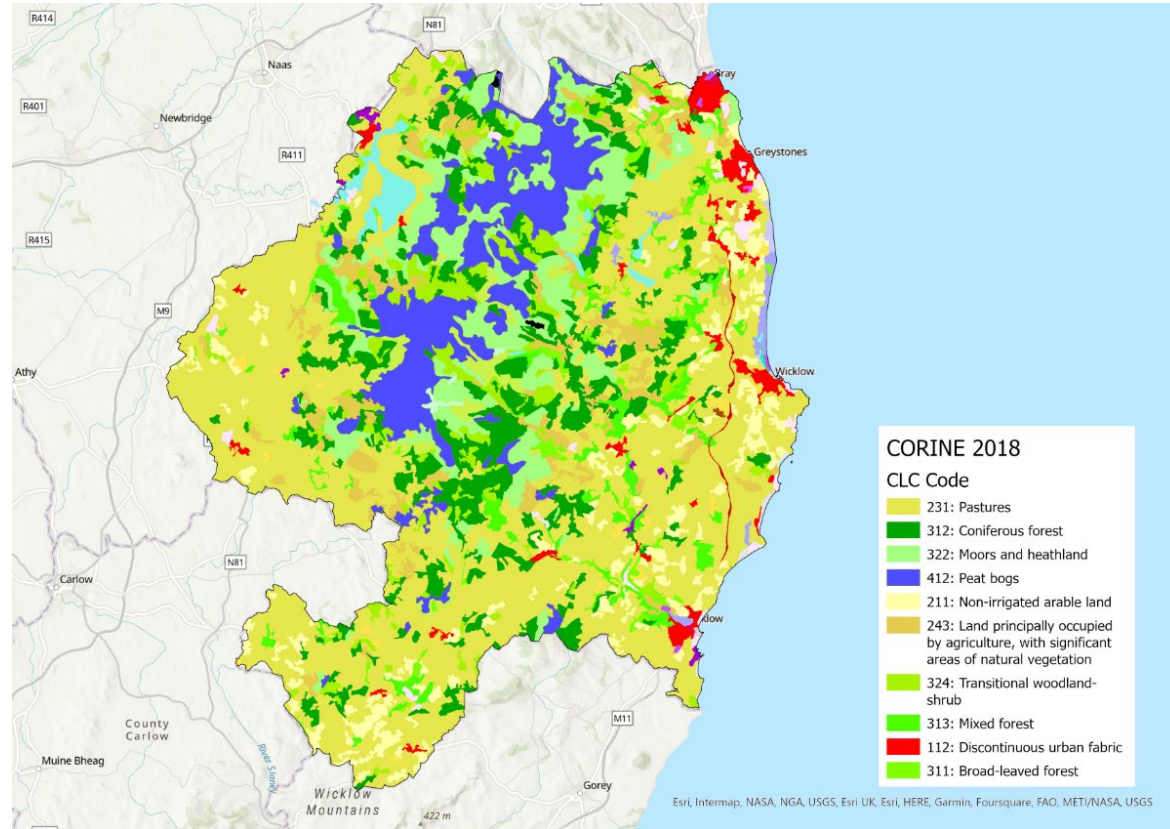 R414
N81
Naas
Bray
R401
Newbridge
R411
Greystones
R415
M9
Athy
Wicklow
CORINE 2018
CLC Code
231: Pastures
312: Coniferous forest
322: Moors and heathland
412: Peat bogs
211: Non-irrigated arable land
243: Land principally occupied
by agriculture, with significant
areas of natural vegetation
324: Transitional woodland-
shrub
313: Mixed forest
112: Discontinuous urban fabric
311: Broad-leaved forest
N81
Carlow
klow
M11
County
Carlow
River Slaney
Muine Bheag
Gorey
Wicklow
Mountains
422 m
Esri, Intermap, NASA, NGA, USGS, Esri UK, Esri, HERE, Garmin, Foursquare, FAO, METI/NASA, USGS